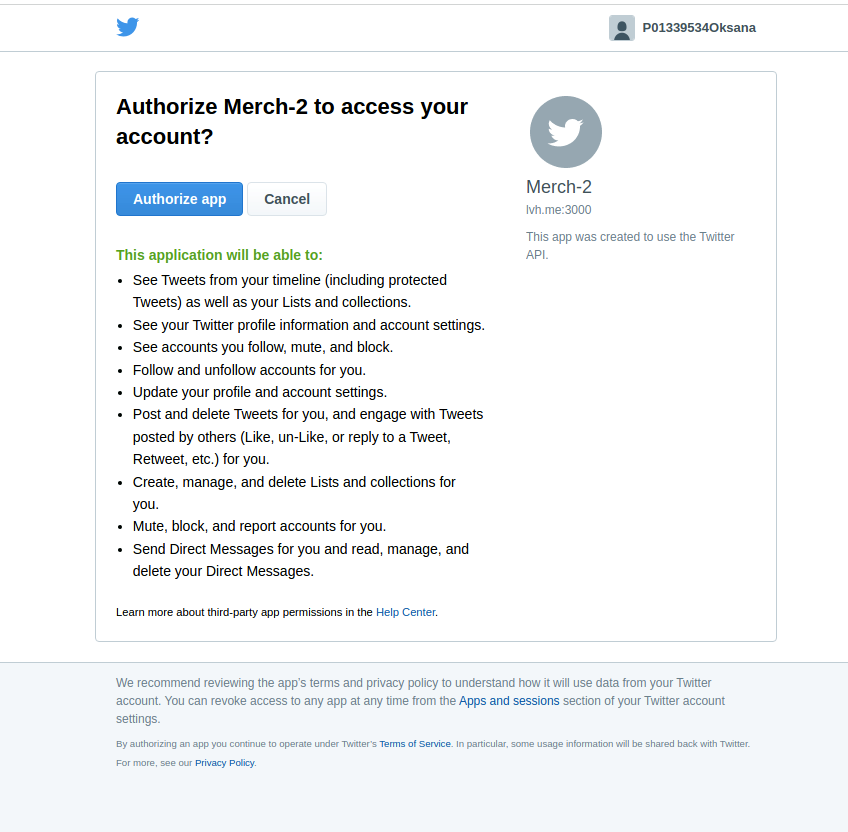 P01339534Oksana
Authorize Merch-2 to access your
account?
Authorize app
Cancel
This application will be able to:
• See Tweets from your timeline (including protected
Tweets) as well as your Lists and collections.
• See your Twitter profile information and account settings.
• See accounts you follow, mute, and block.
• Follow and unfollow accounts for you.
• Update your profile and account settings.
• Post and delete Tweets for you, and engage with Tweets
posted by others (Like, un-Like, or reply to a Tweet,
Retweet, etc.) for you.
• Create, manage, and delete Lists and collections for
you.
• Mute, block, and report accounts for you.
• Send Direct Messages for you and read, manage, and
delete your Direct Messages.
Learn more about third-party app permissions in the Help Center.
Merch-2
lvh.me:3000
This app was created to use the Twitter
API.
We recommend reviewing the app's terms and privacy policy to understand how it will use data from your Twitter
account. You can revoke access to any app at any time from the Apps and sessions section of your Twitter account
settings.
By authorizing an app you continue to operate under Twitter's Terms of Service. In particular, some usage information will be shared back with Twitter.
For more, see our Privacy Policy.